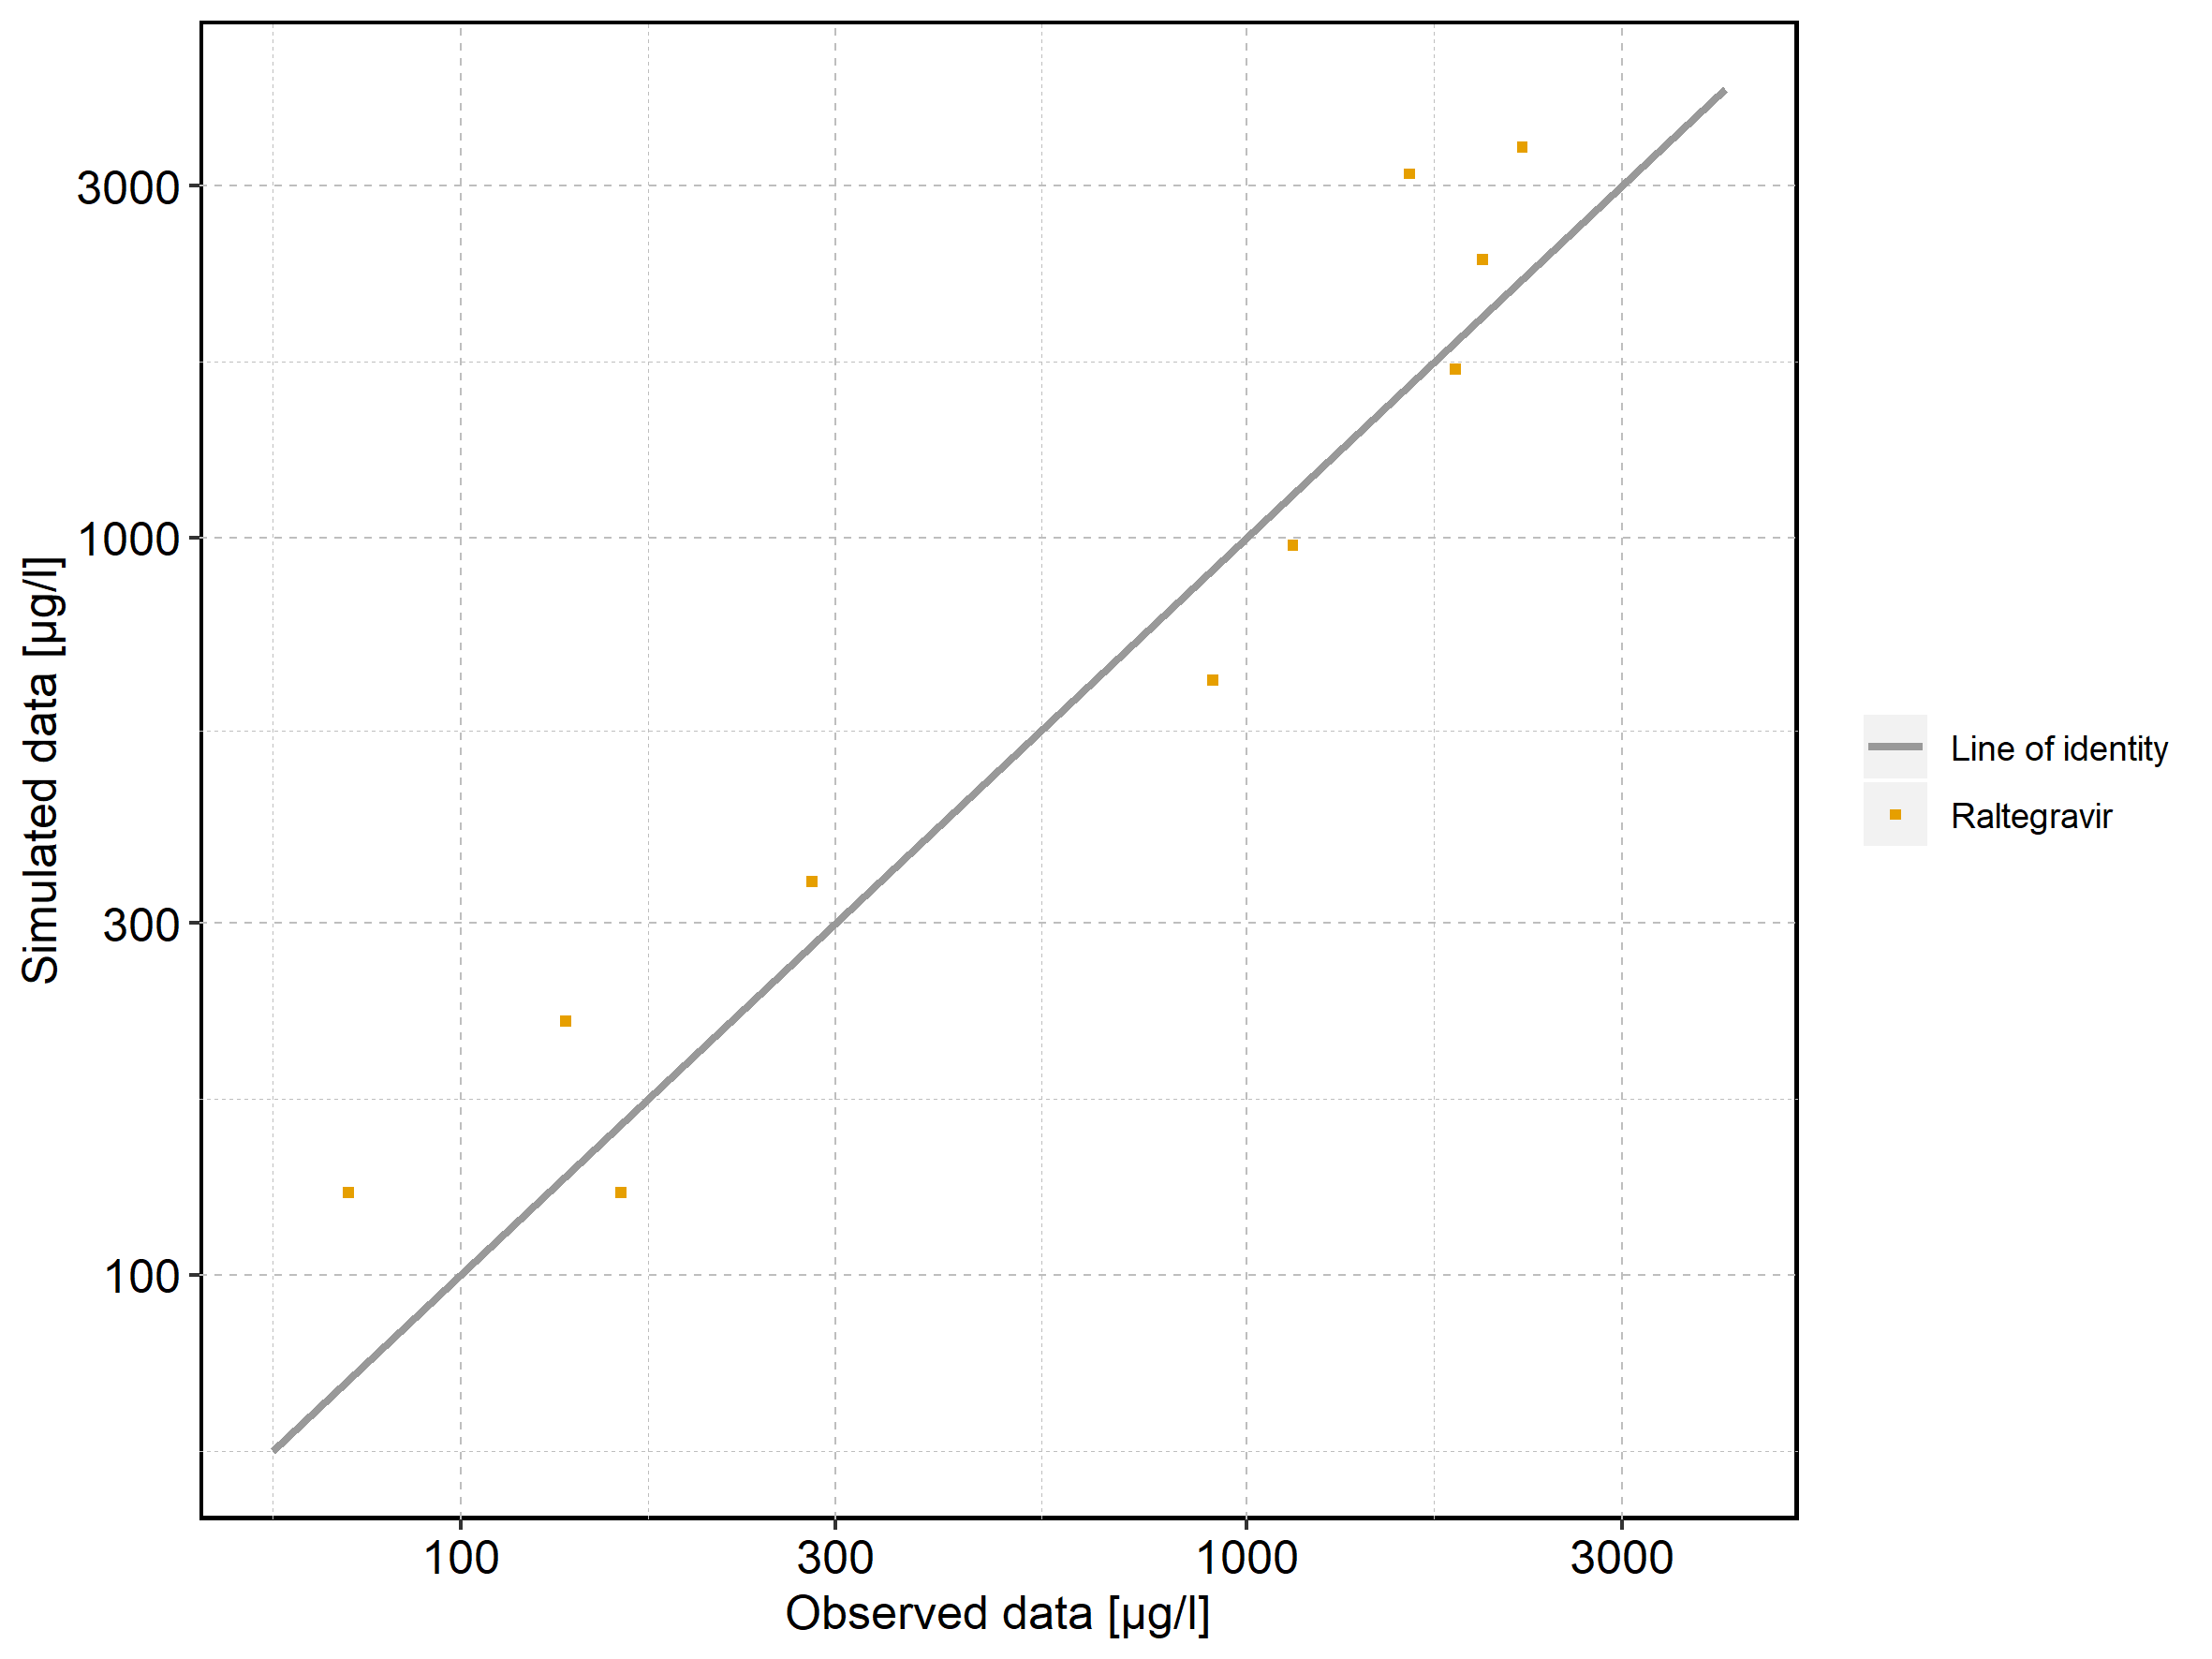 3000
1000
300
100
Simulated data [µg/l]
100 300 1000 3000
Observed data [µg/l]
Line of identity
Raltegravir